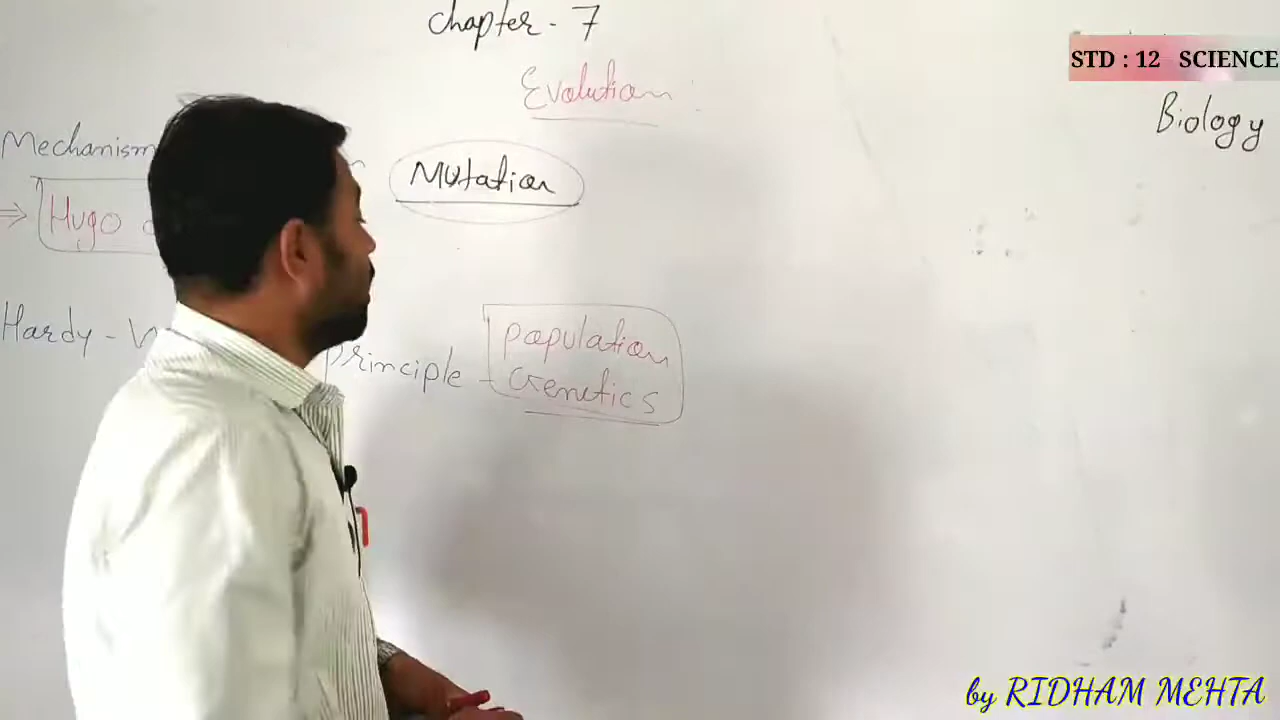 chapter - 7
STD : 12 SCIENCE
Evolution
Biology
Mechanism
Mutation
Hugo
Hardy - W
principle - population
Genetics
by RIDHAM MEHTA